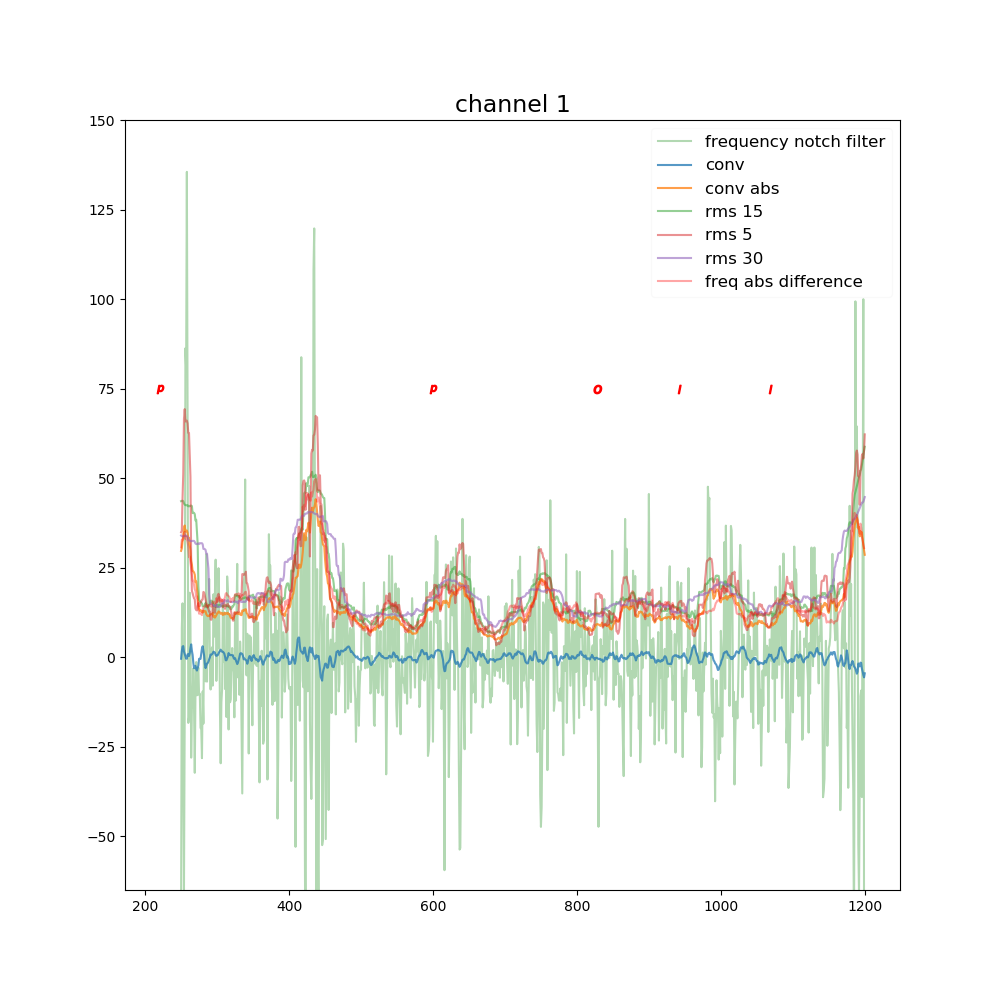 channel 1
150
125
100
75
50
25
0
−25
−50
frequency notch filter
conv
conv abs
rms 15
rms 5
rms 30
freq abs difference
P P O I I
200 400 600 800 1000 1200